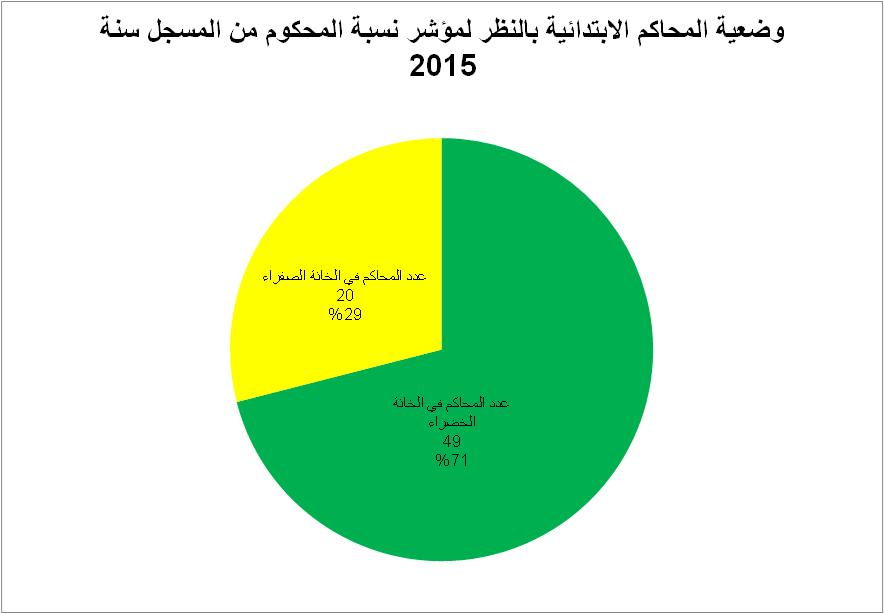 وضعية المحاكم الابتدائية بالنظر لمؤشر نسبة المحكوم من المسجل سنة
2015
عدد المحاكم في الخانة الصفراء
20
%29
عدد المحاكم في الخانة
الخضراء
49
%71